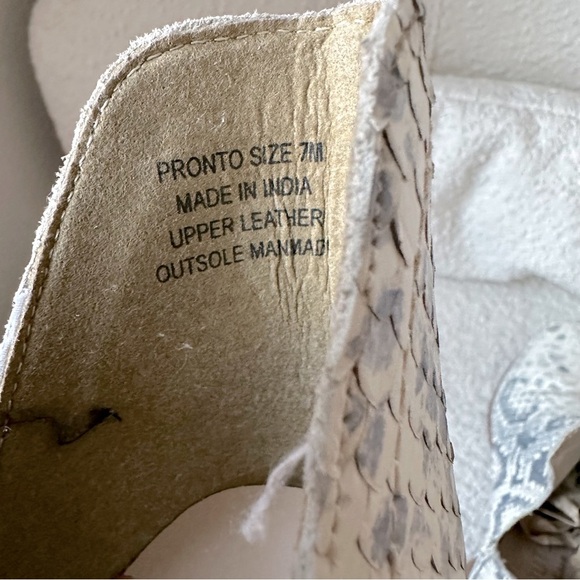 PRONTO SIZE 7M
MADE IN INDIA
UPPER LEATHER
OUTSOLE MANMADE